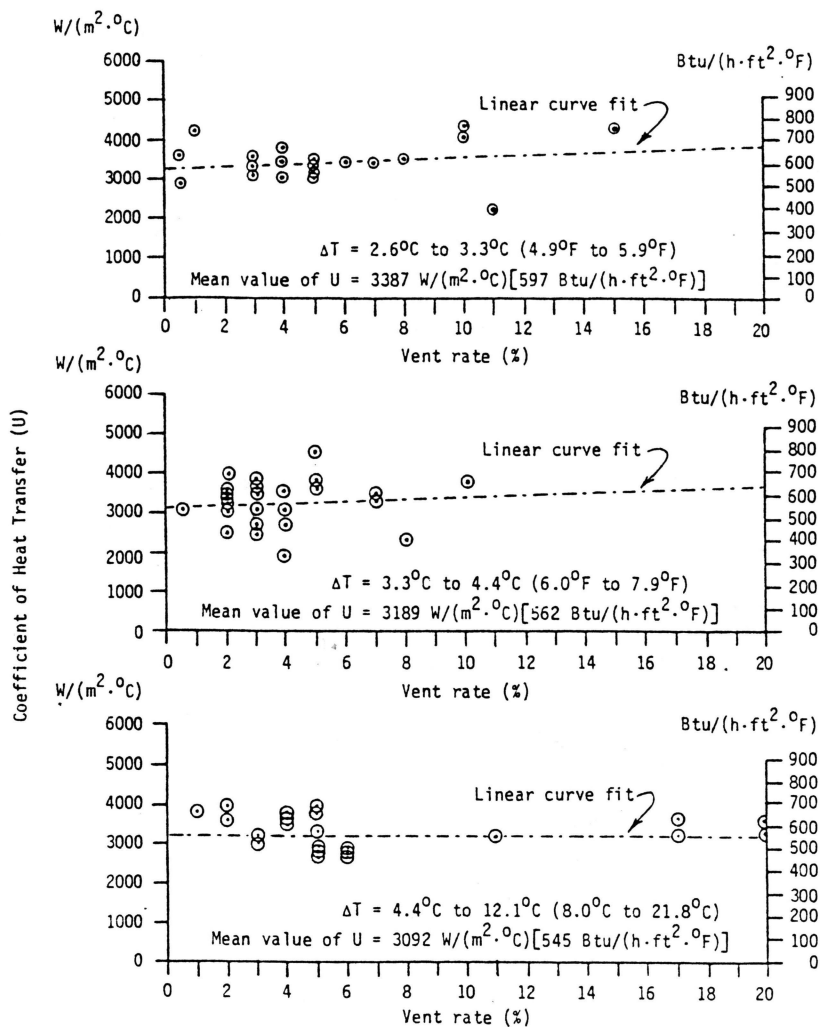 Coefficient of Heat Transfer (U)
W/(m²·°C)
Btu/(h·ft²·°F)
6000
5000
4000
3000
2000
1000
0
900
800
700
600
500
400
300
200
100
0
Linear curve fit
ΔT = 2.6°C to 3.3°C (4.9°F to 5.9°F)
Mean value of U = 3387 W/(m²·°C)[597 Btu/(h·ft²·°F)]
0 2 4 6 8 10 12 14 16 18 20
Vent rate (%)
W/(m²·°C)
Btu/(h·ft²·°F)
6000
5000
4000
3000
2000
1000
0
900
800
700
600
500
400
300
200
100
0
Linear curve fit
ΔT = 3.3°C to 4.4°C (6.0°F to 7.9°F)
Mean value of U = 3189 W/(m²·°C)[562 Btu/(h·ft²·°F)]
0 2 4 6 8 10 12 14 16 18 20
Vent rate (%)
W/(m²·°C)
Btu/(h·ft²·°F)
6000
5000
4000
3000
2000
1000
0
900
800
700
600
500
400
300
200
100
0
Linear curve fit
ΔT = 4.4°C to 12.1°C (8.0°C to 21.8°C)
Mean value of U = 3092 W/(m²·°C)[545 Btu/(h·ft²·°F)]
0 2 4 6 8 10 12 14 16 18 20
Vent rate (%)